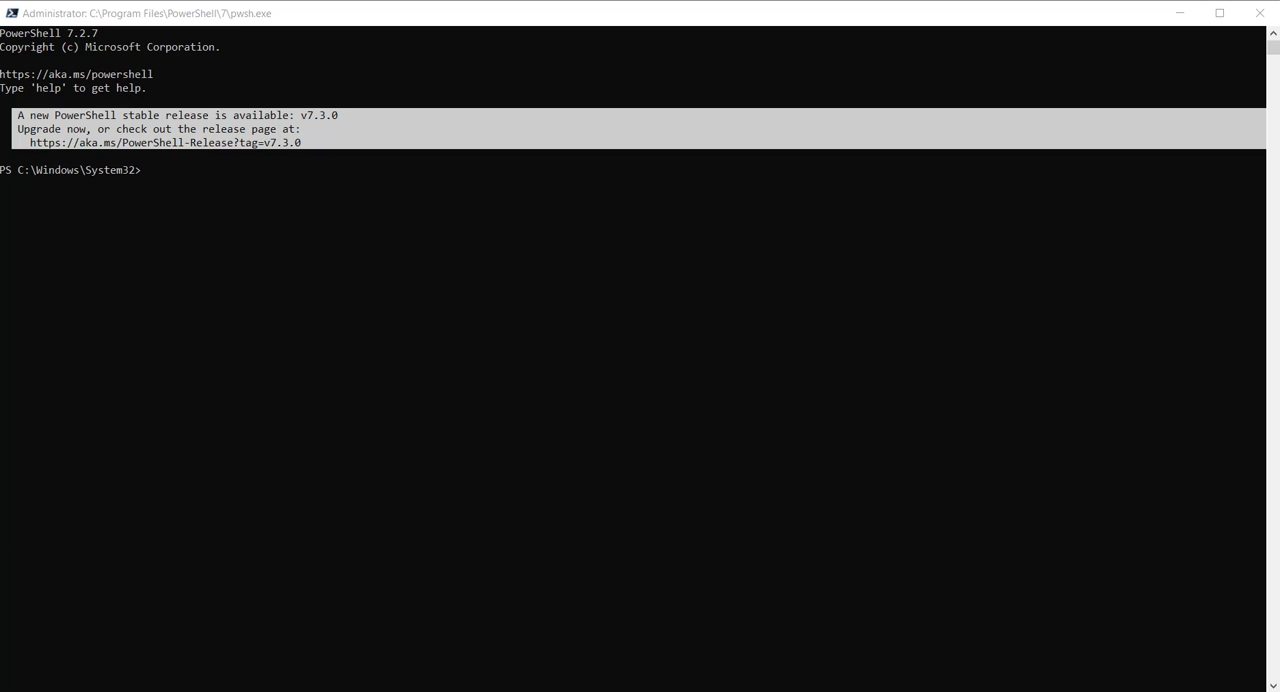 Administrator: C:\Program Files\PowerShell\7\pwsh.exe
PowerShell 7.2.7
Copyright (c) Microsoft Corporation.
https://aka.ms/powershell
Type 'help' to get help.
A new PowerShell stable release is available: v7.3.0
Upgrade now, or check out the release page at:
https://aka.ms/PowerShell-Release?tag=v7.3.0
PS C:\Windows\System32>